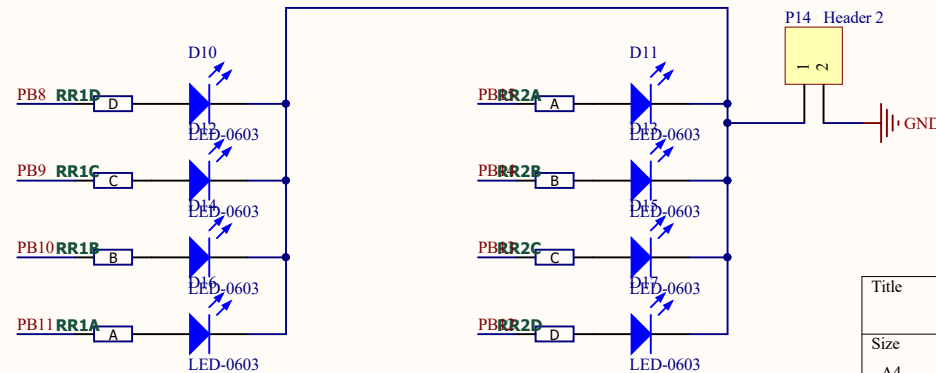 P14 Header 2
1
2
GND
D10
PB8 RR1D D
LED-0603
D12
PB9 RR1C C
LED-0603
D14
PB10 RR1B B
LED-0603
D16
PB11 RR1A A
LED-0603
D11
RR2A A
LED-0603
D13
RR2B B
LED-0603
D15
RR2C C
LED-0603
D17
RR2D D
LED-0603
Title
Size
A4